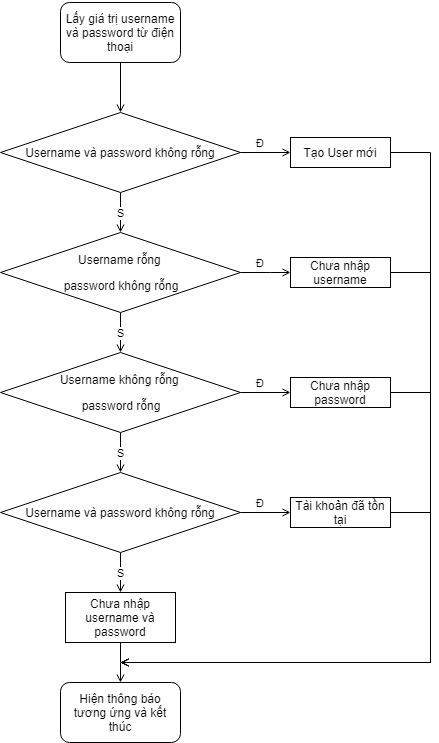 Lấy giá trị username
và password từ điện
thoại
Username và password không rỗng
Đ
Tạo User mới
S
Username rỗng
password không rỗng
Đ
Chưa nhập
username
S
Username không rỗng
password rỗng
Đ
Chưa nhập
password
S
Username và password không rỗng
Đ
Tài khoản đã tồn
tại
S
Chưa nhập
username và
password
Hiện thông báo
tương ứng và kết
thúc